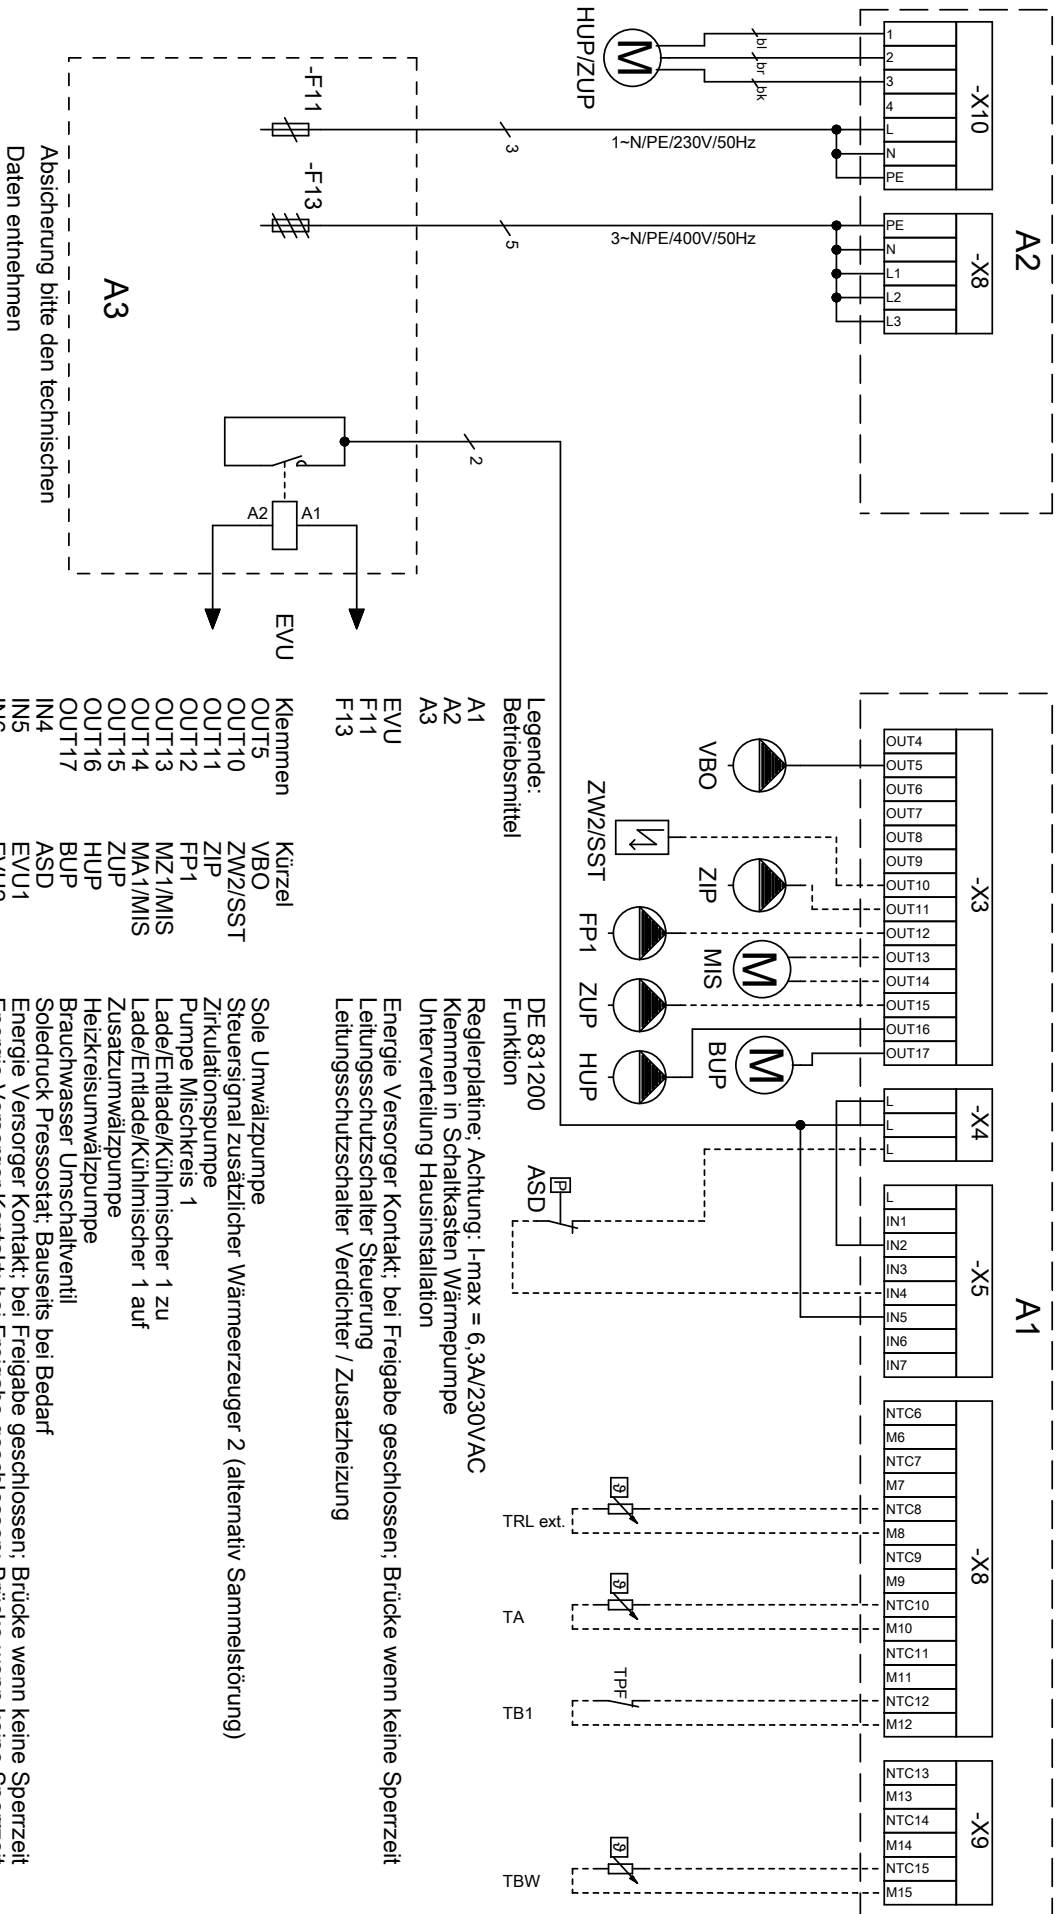 A2
-X10
1
2
3
4
L
N
PE
-X8
PE
N
L1
L2
L3
bl
br
bk
HUP/ZUP
M
1~N/PE/230V/50Hz
3
3~N/PE/400V/50Hz
5
-F11
-F13
A3
2
A2
A1
EVU
Absicherung bitte den technischen
Daten entnehmen
A1
-X3
OUT4
OUT5
OUT6
OUT7
OUT8
OUT9
OUT10
OUT11
OUT12
OUT13
OUT14
OUT15
OUT16
OUT17
-X4
L
L
L
-X5
L
IN1
IN2
IN3
IN4
IN5
IN6
IN7
-X8
NTC6
M6
NTC7
M7
NTC8
M8
NTC9
M9
NTC10
M10
NTC11
M11
NTC12
M12
-X9
NTC13
M13
NTC14
M14
NTC15
M15
VBO
ZW2/SST
ZIP
FP1
MIS
M
ZUP
HUP
BUP
M
ASD
P
TRL ext.
ϑ
TA
ϑ
TB1
TPF
TBW
ϑ
Legende: DE 831200
Betriebsmittel Funktion
A1 Reglerplatine; Achtung: I-max = 6,3A/230VAC
A2 Klemmen in Schaltkasten Wärmepumpe
A3 Unterverteilung Hausinstallation
EVU Energie Versorger Kontakt; bei Freigabe geschlossen; Brücke wenn keine Sperrzeit
F11 Leitungsschutzschalter Steuerung
F13 Leitungsschutzschalter Verdichter / Zusatzheizung
Klemmen Kürzel
OUT5 VBO Sole Umwälzpumpe
OUT10 ZW2/SST Steuersignal zusätzlicher Wärmeerzeuger 2 (alternativ Sammelstörung)
OUT11 ZIP Zirkulationspumpe
OUT12 FP1 Pumpe Mischkreis 1
OUT13 MZ1/MIS Lade/Entlade/Kühlmischer 1 zu
OUT14 MA1/MIS Lade/Entlade/Kühlmischer 1 auf
OUT15 ZUP Zusatzumwälzpumpe
OUT16 HUP Heizkreisumwälzpumpe
OUT17 BUP Brauchwasser Umschaltventil
IN4 ASD Soledruck Pressostat; Bauseits bei Bedarf
IN5 EVU1 Energie Versorger Kontakt; bei Freigabe geschlossen; Brücke wenn keine Sperrzeit